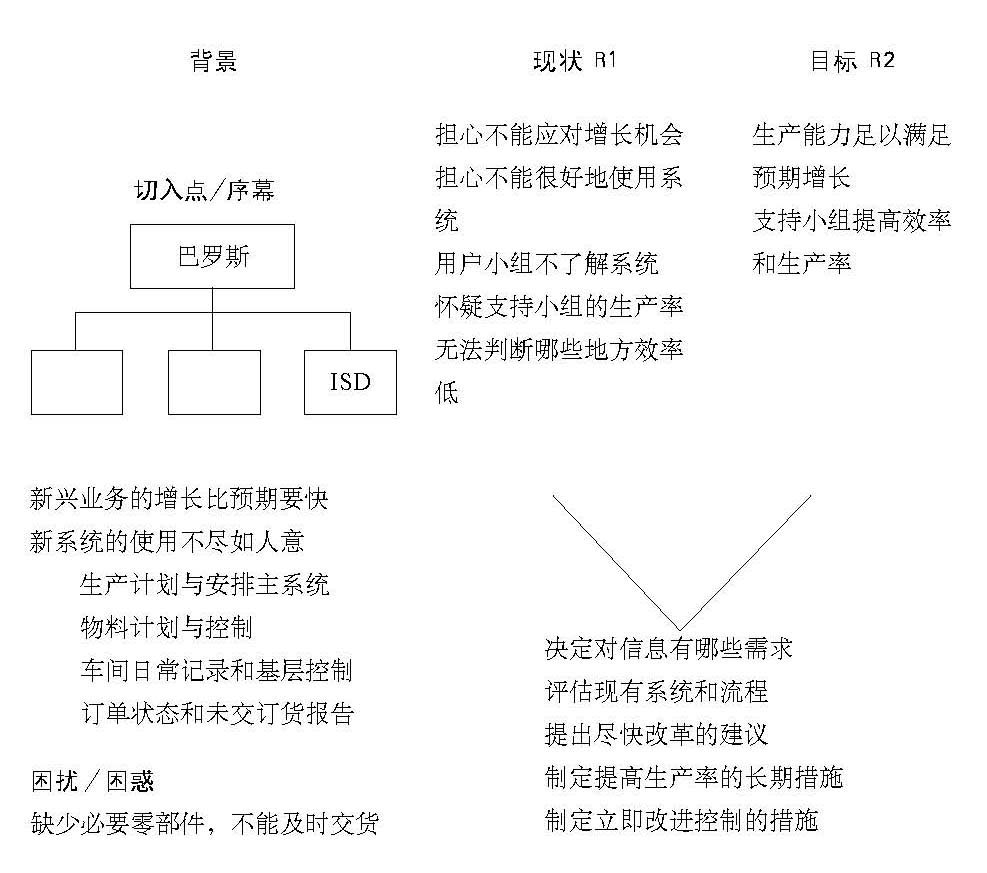 背景
切入点/序幕
巴罗斯
ISD
新兴业务的增长比预期要快
新系统的使用不尽如人意
生产计划与安排主系统
物料计划与控制
车间日常记录和基层控制
订单状态和未交订货报告
困扰/困惑
缺少必要零部件，不能及时交货
现状 R1
担心不能应对增长机会
担心不能很好地使用系
统
用户小组不了解系统
怀疑支持小组的生产率
无法判断哪些地方效率
低
目标 R2
生产能力足以满足
预期增长
支持小组提高效率
和生产率
决定对信息有哪些需求
评估现有系统和流程
提出尽快改革的建议
制定提高生产率的长期措施
制定立即改进控制的措施